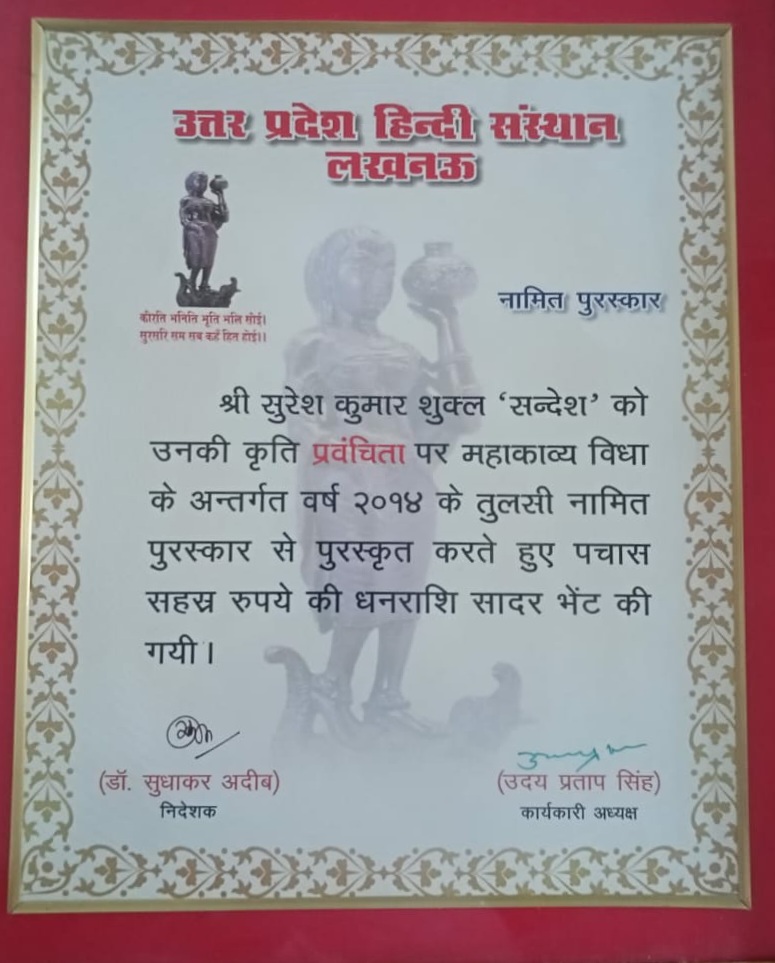 उत्तर प्रदेश हिन्दी संस्थान
लखनऊ
कीरति भनिति भूति भलि सोई।
सुरसरि सम सब कहँ हित होई।।
नामित पुरस्कार
श्री सुरेश कुमार शुक्ल ‘सन्देश’ को
उनकी कृति प्रवंचिता पर महाकाव्य विधा
के अन्तर्गत वर्ष २०१४ के तुलसी नामित
पुरस्कार से पुरस्कृत करते हुए पचास
सहस्र रुपये की धनराशि सादर भेंट की
गयी।
(डॉ. सुधाकर अदीब)
निदेशक
(उदय प्रताप सिंह)
कार्यकारी अध्यक्ष